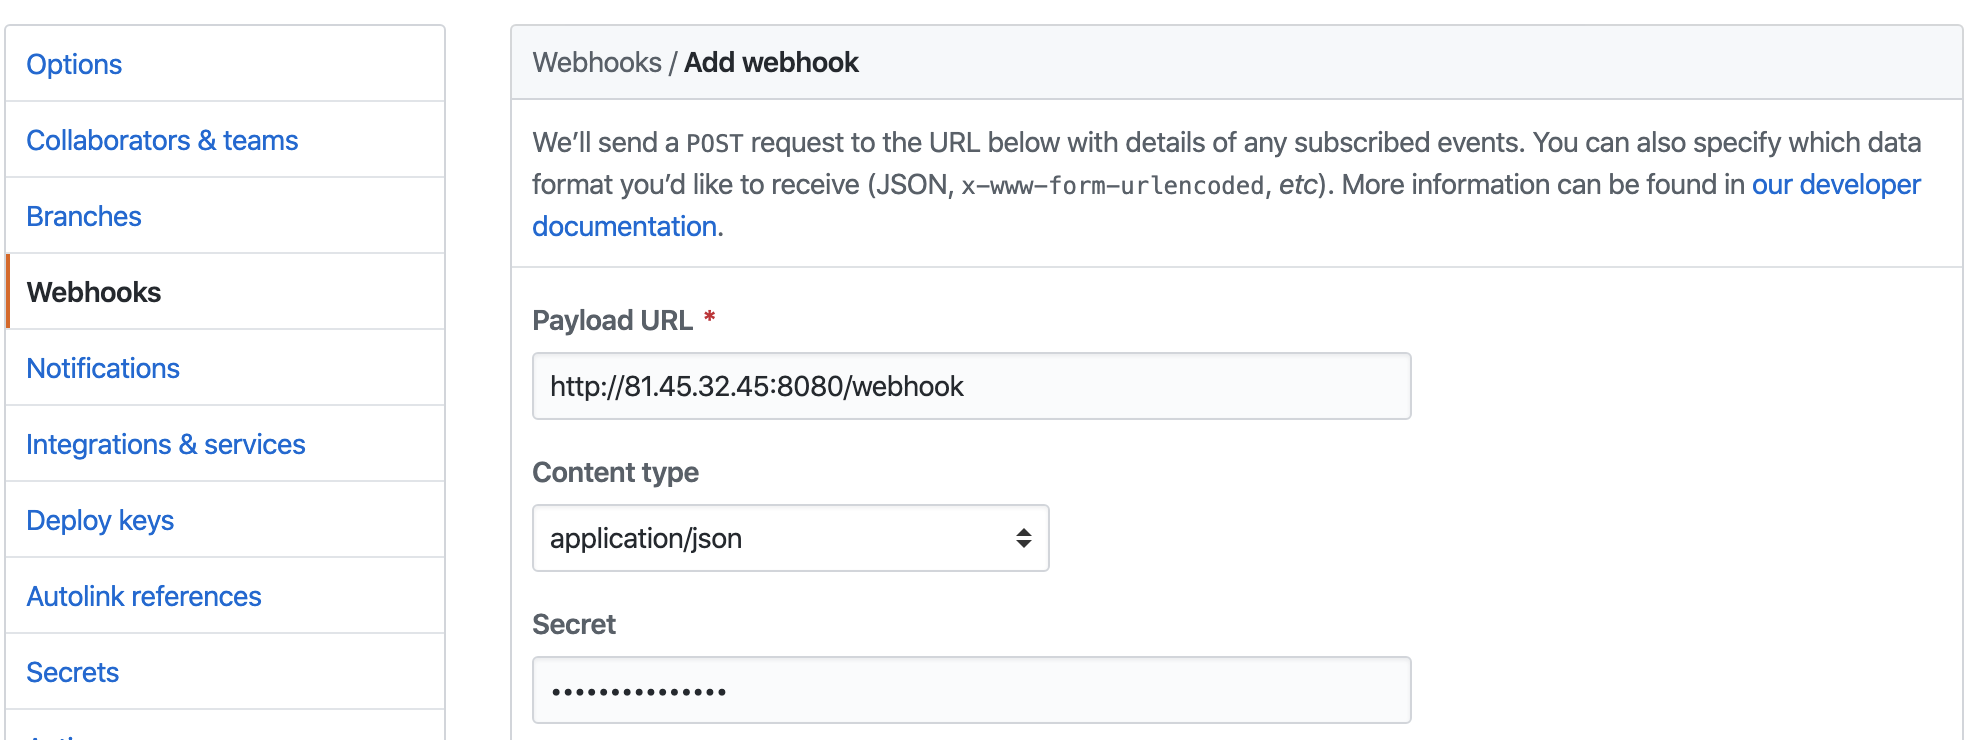 Options
Collaborators & teams
Branches
Webhooks
Notifications
Integrations & services
Deploy keys
Autolink references
Secrets
Webhooks / Add webhook
We’ll send a POST request to the URL below with details of any subscribed events. You can also specify which data
format you’d like to receive (JSON, x-www-form-urlencoded, etc). More information can be found in our developer
documentation.
Payload URL *
http://81.45.32.45:8080/webhook
Content type
application/json
Secret
•••••••••••••••